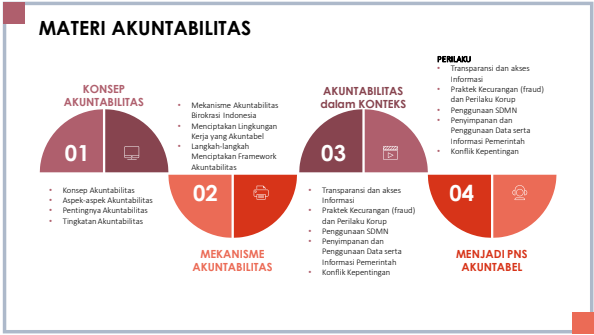 MATERI AKUNTABILITAS
KONSEP
AKUNTABILITAS
01
• Konsep Akuntabilitas
• Aspek-aspek Akuntabilitas
• Pentingnya Akuntabilitas
• Tingkatan Akuntabilitas
• Mekanisme Akuntabilitas
Birokrasi Indonesia
• Menciptakan Lingkungan
Kerja yang Akuntabel
• Langkah-langkah
Menciptakan Framework
Akuntabilitas
02
MEKANISME
AKUNTABILITAS
AKUNTABILITAS
dalam KONTEKS
03
• Transparansi dan akses
Informasi
• Praktek Kecurangan (fraud)
dan Perilaku Korup
• Penggunaan SDMN
• Penyimpanan dan
Penggunaan Data serta
Informasi Pemerintah
• Konflik Kepentingan
PERILAKU
• Transparansi dan akses
Informasi
• Praktek Kecurangan (fraud)
dan Perilaku Korup
• Penggunaan SDMN
• Penyimpangan dan
Penggunaan Data serta
Informasi Pemerintah
• Konflik Kepentingan
04
MENJADI PNS
AKUNTABEL